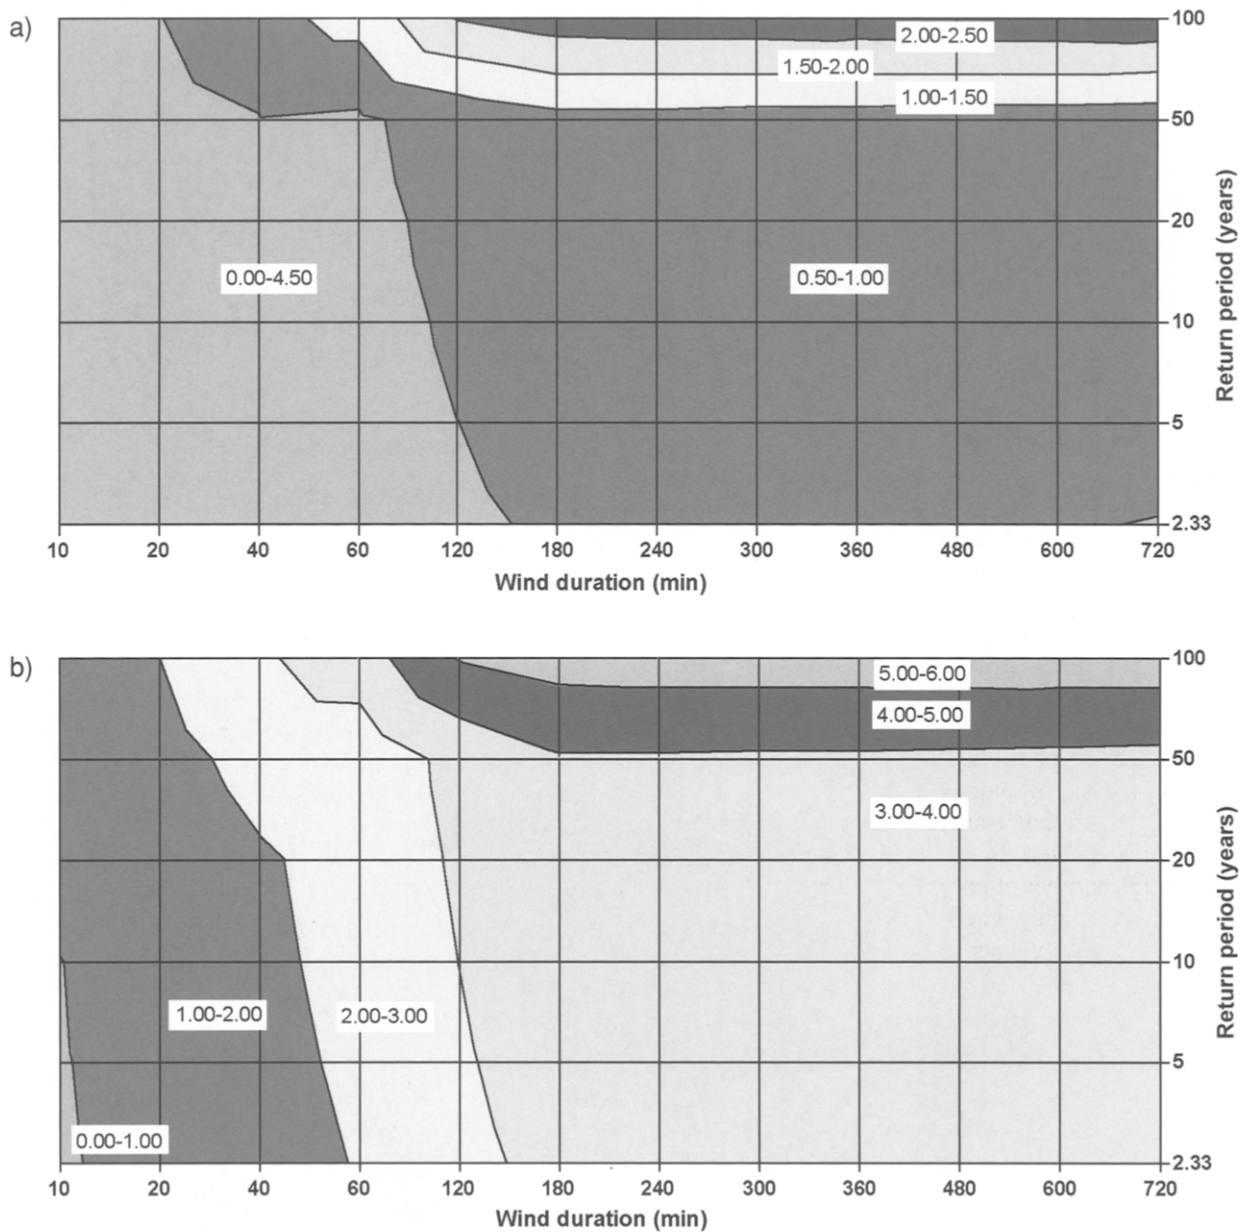 a)
100
2.00-2.50
1.50-2.00
1.00-1.50
50
20
0.00-4.50
0.50-1.00
10
5
2.33
Return period (years)
10 20 40 60 120 180 240 300 360 480 600 720
Wind duration (min)
b)
100
5.00-6.00
4.00-5.00
50
3.00-4.00
20
10
1.00-2.00
2.00-3.00
5
0.00-1.00
2.33
Return period (years)
10 20 40 60 120 180 240 300 360 480 600 720
Wind duration (min)